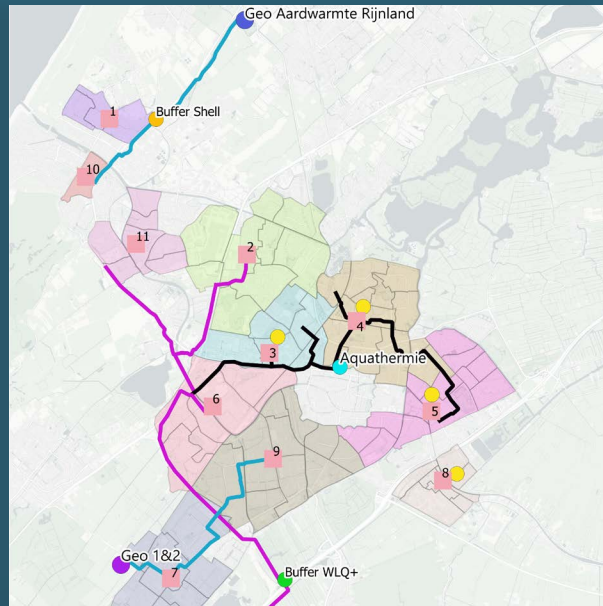 Geo Aardwarmte Rijnland
1
Buffer Shell
10
11
2
4
3
Aquathermie
6
5
9
8
Geo 1&2
7
Buffer WLQ+